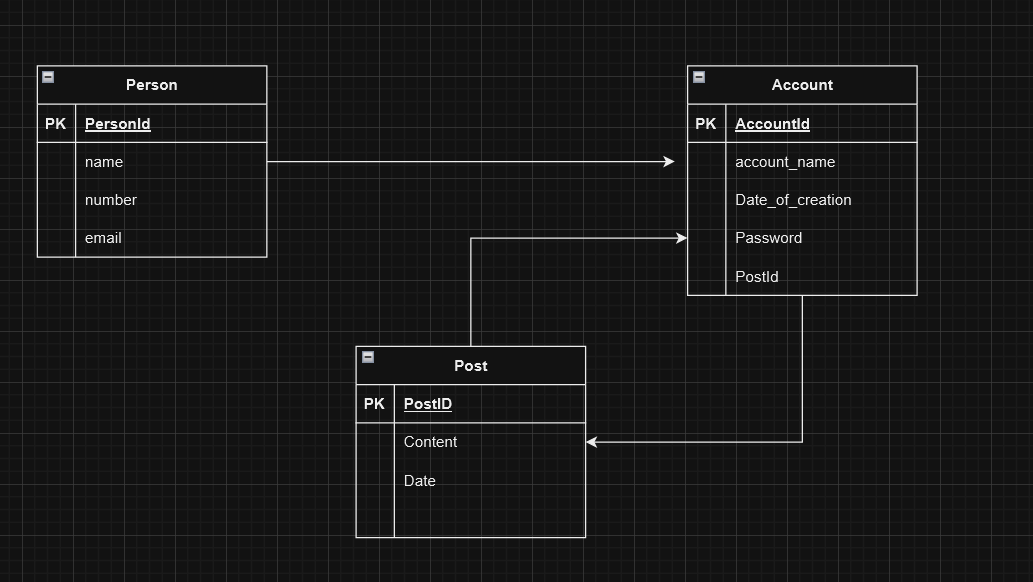 Person
PK PersonId
name
number
email
Account
PK AccountId
account_name
Date_of_creation
Password
PostId
Post
PK PostID
Content
Date